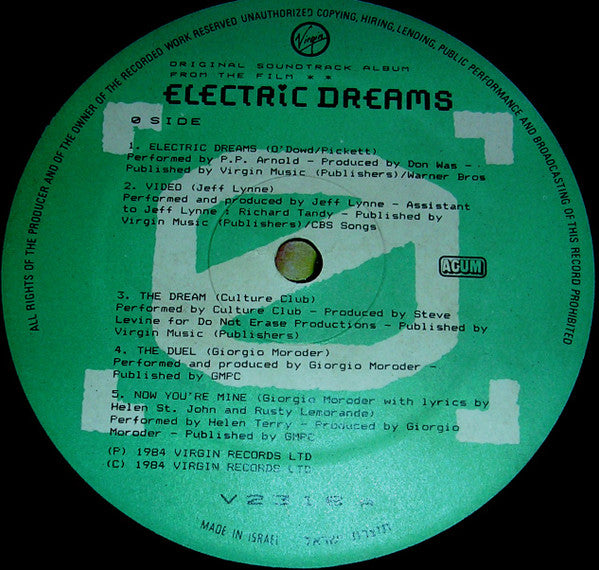 ALL RIGHTS OF THE PRODUCER AND OF THE OWNER OF THE RECORDED WORK RESERVED UNAUTHORIZED COPYING, HIRING, LENDING, PUBLIC PERFORMANCE AND BROADCASTING OF THIS RECORD PROHIBITED
Virgin
ORIGINAL SOUNDTRACK ALBUM
FROM THE FILM * *
ELECTRIC DREAMS
0 SIDE
1. ELECTRIC DREAMS (O'Dowd/Pickett)
Performed by P.P. Arnold - Produced by Don Was -
Published by Virgin Music (Publishers)/Warner Bros
2. VIDEO (Jeff Lynne)
Performed and produced by Jeff Lynne - Assistant
to Jeff Lynne : Richard Tandy - Published by
Virgin Music (Publishers)/CBS Songs
ACUM
3. THE DREAM (Culture Club)
Performed by Culture Club - Produced by Steve
Levine for Do Not Erase Productions - Published by
Virgin Music (Publishers)
4. THE DUEL (Giorgio Moroder)
Performed and produced by Giorgio Moroder -
Published by GMPC
5. NOW YOU'RE MINE (Giorgio Moroder with lyrics by
Helen St. John and Rusty Lemorande)
Performed by Helen Terry - Produced by Giorgio
Moroder - Published by GMPC
(P) 1984 VIRGIN RECORDS LTD
(C) 1984 VIRGIN RECORDS LTD
MADE IN ISRAEL תוצרת ישראל